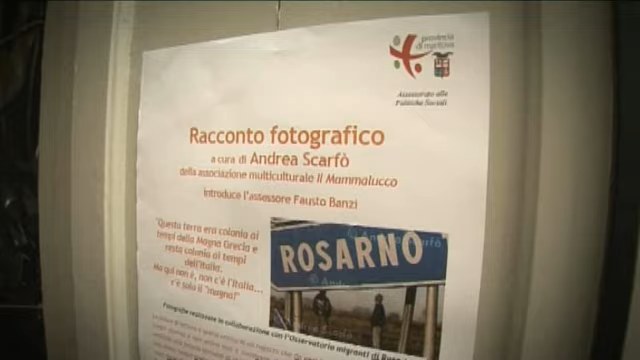 provincia
di mantova
Assessorato alle
Politiche Sociali
Racconto fotografico
a cura di Andrea Scarfò
della associazione multiculturale Il Mammalucco
Introduce l'assessore Fausto Banzi
"Questa terra era colonia ai
tempi della Magna Grecia e
resta colonia ai tempi
dell'Italia.
Ma qui non è, non c'è l'Italia...
c'è solo il "magna!"
© Andrea Scarfò
ROSARNO
Fotografie realizzate in collaborazione con l'Osservatorio migranti di